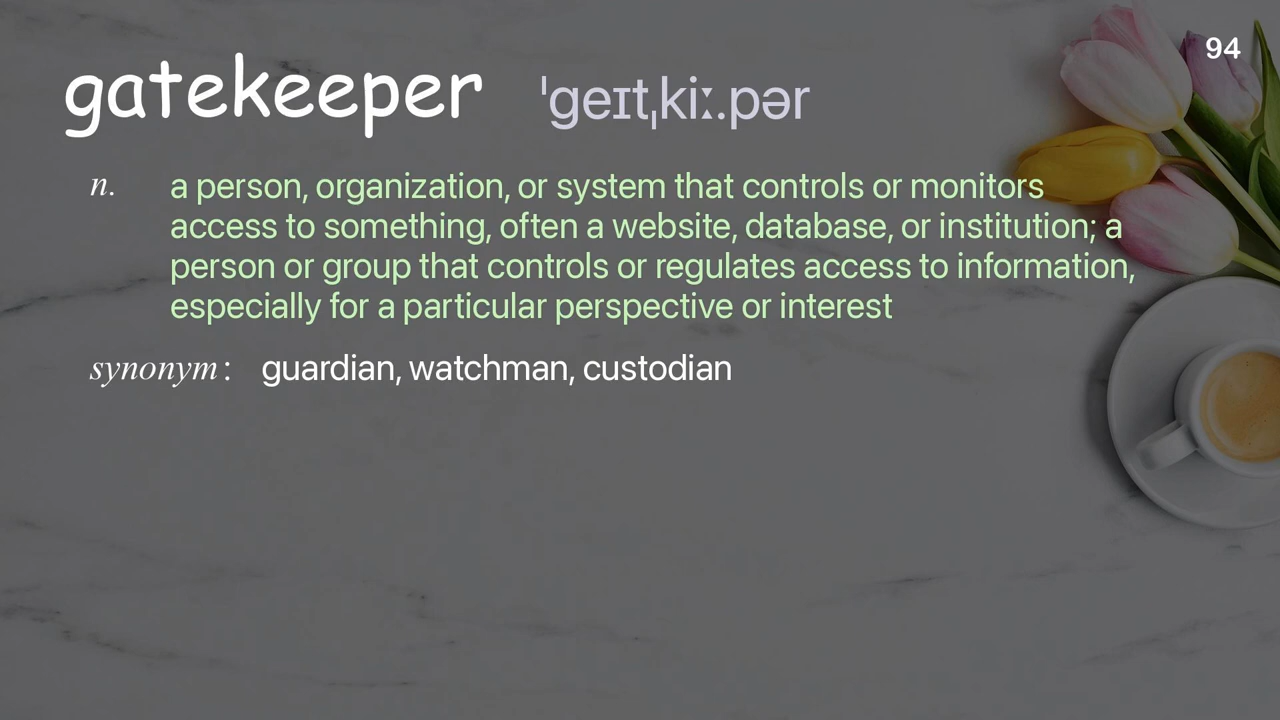 94
gatekeeper ˈɡeɪtˌkiː.pər
n. a person, organization, or system that controls or monitors
access to something, often a website, database, or institution; a
person or group that controls or regulates access to information,
especially for a particular perspective or interest
synonym: guardian, watchman, custodian